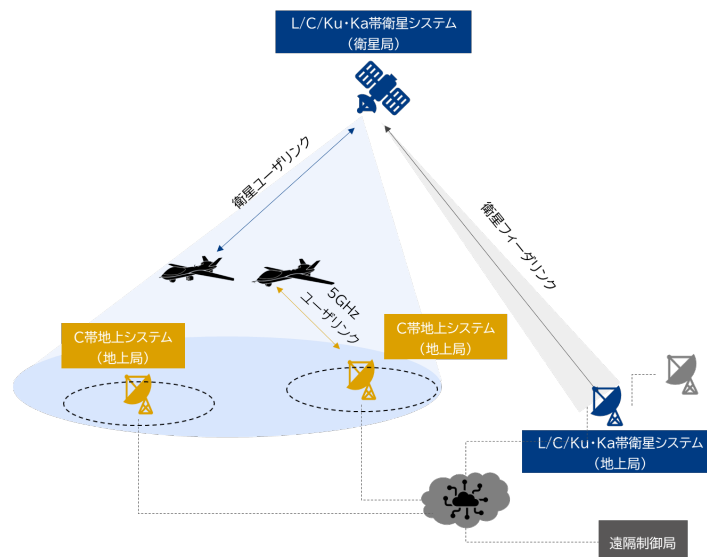 L/C/Ku・Ka帯衛星システム
（衛星局）
衛星ユーザリンク
衛星フィーダリンク
5GHz
ユーザリンク
C帯地上システム
（地上局）
C帯地上システム
（地上局）
L/C/Ku・Ka帯衛星システム
（地上局）
遠隔制御局